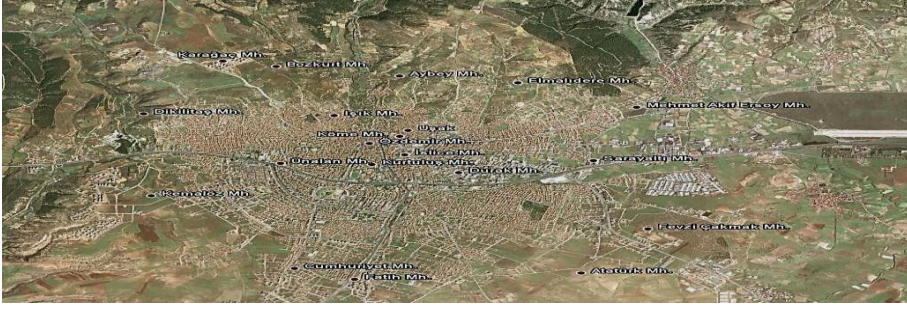 Karaağaç Mh.
Bozkurt Mh.
Aybey Mh.
Elmalıdere Mh.
Mehmet Akif Ersoy Mh.
Dikilitaş Mh.
Işık Mh.
Uşak
Köme Mh.
Özdemir Mh.
İslice Mh.
Ünalan Mh.
Kurtuluş Mh.
Sarayaltı Mh.
Durak Mh.
Kemalöz Mh.
Fevzi Çakmak Mh.
Cumhuriyet Mh.
Atatürk Mh.
Fatih Mh.